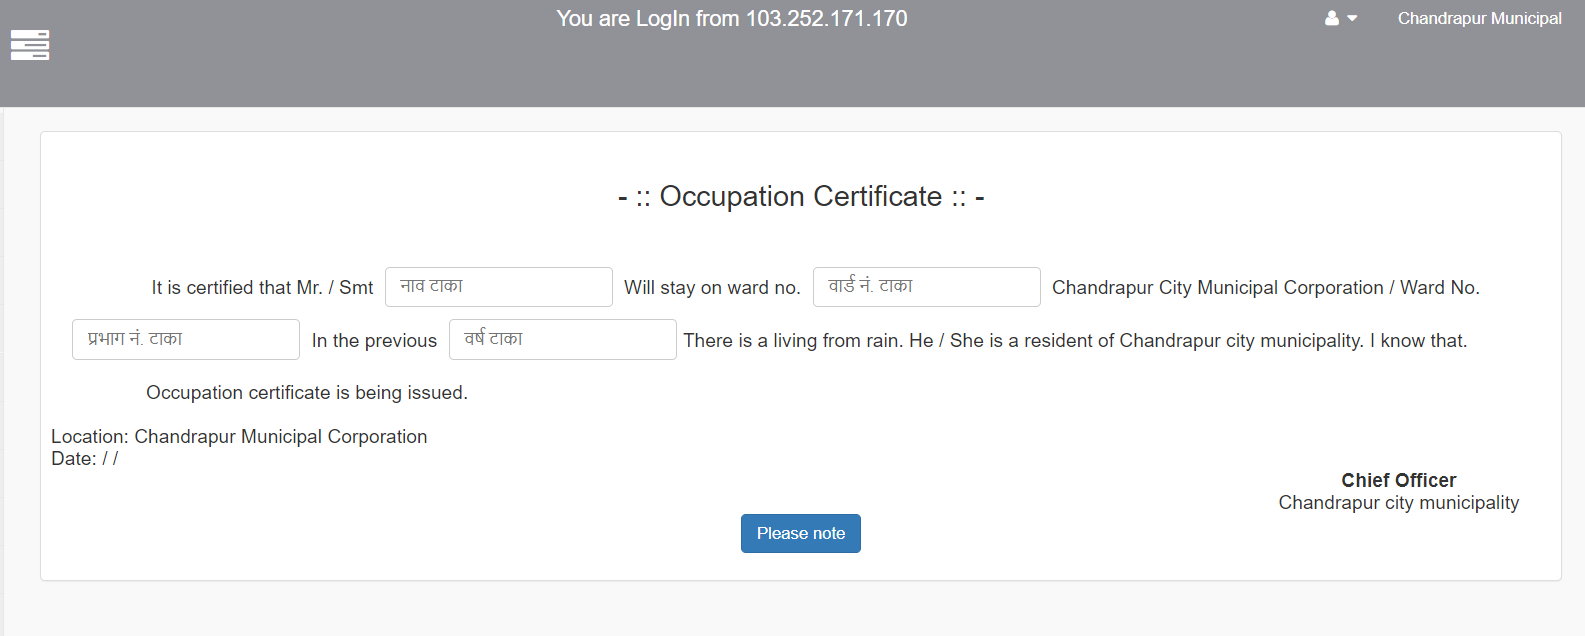 You are LogIn from 103.252.171.170
Chandrapur Municipal
- :: Occupation Certificate :: -
It is certified that Mr. / Smt नाव टाका Will stay on ward no. वार्ड नं. टाका Chandrapur City Municipal Corporation / Ward No.
प्रभाग नं. टाका In the previous वर्ष टाका There is a living from rain. He / She is a resident of Chandrapur city municipality. I know that.
Occupation certificate is being issued.
Location: Chandrapur Municipal Corporation
Date: / /
Chief Officer
Chandrapur city municipality
Please note